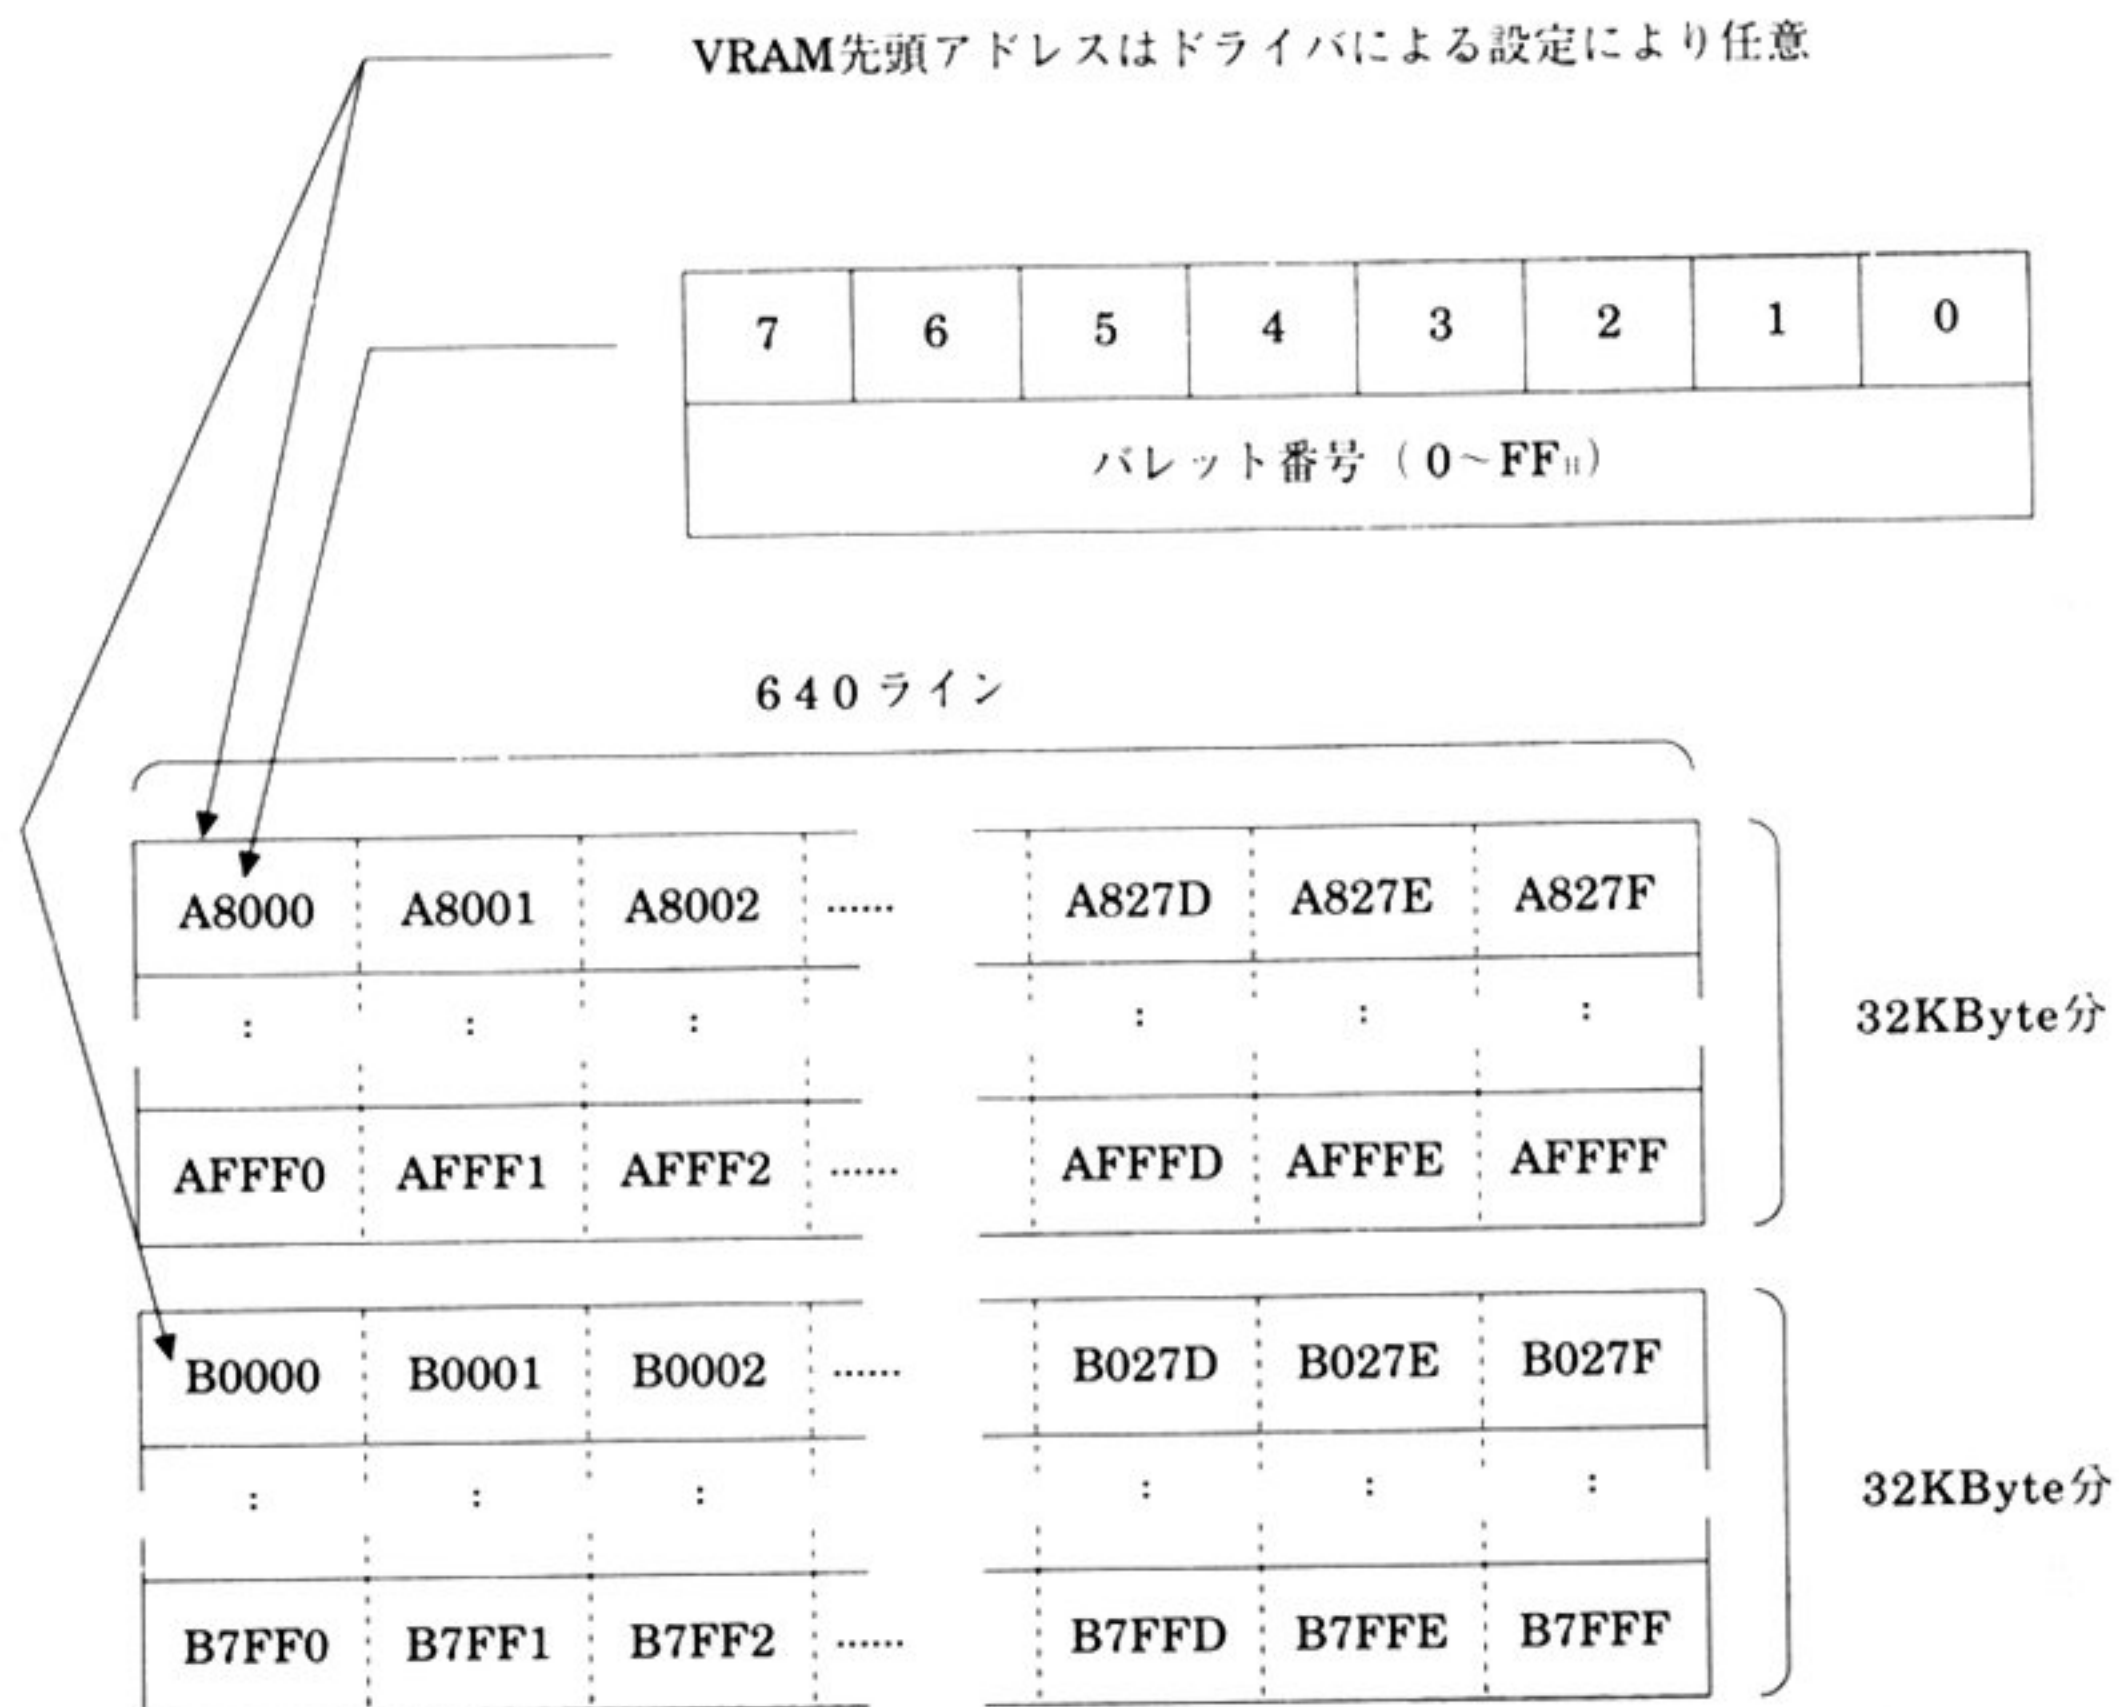 VRAM先頭アドレスはドライバによる設定により任意
7 6 5 4 3 2 1 0
パレット番号（0～FFH）
640ライン
A8000 A8001 A8002 …… A827D A827E A827F
: : : : : :
32KByte分
AFFF0 AFFF1 AFFF2 …… AFFFD AFFFE AFFFF
B0000 B0001 B0002 …… B027D B027E B027F
: : : : : :
32KByte分
B7FF0 B7FF1 B7FF2 …… B7FFD B7FFE B7FFF